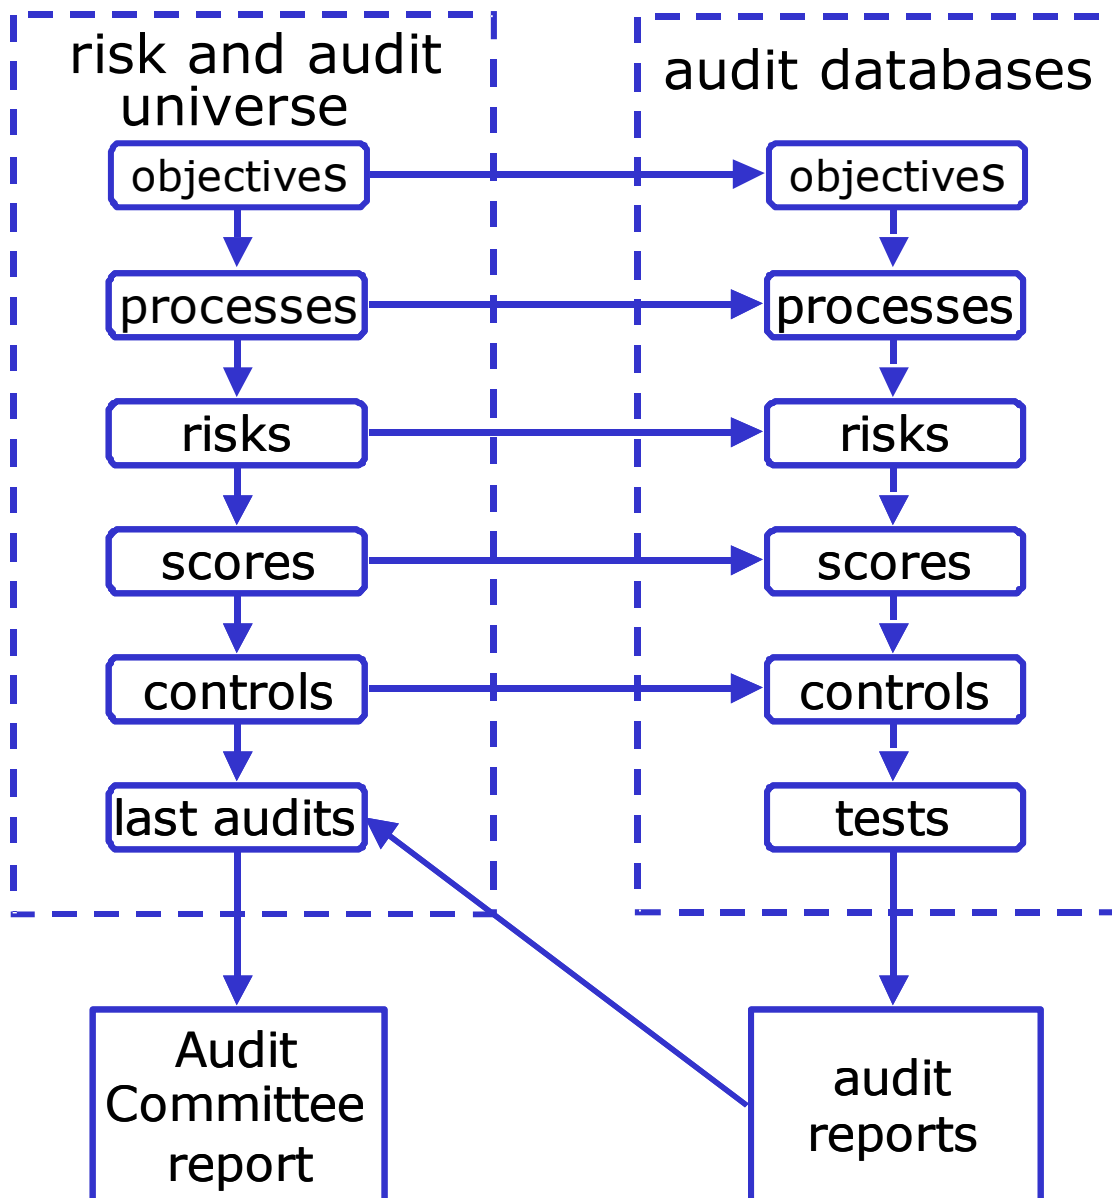 risk and audit
universe
objectives
processes
risks
scores
controls
last audits
Audit
Committee
report
audit databases
objectives
processes
risks
scores
controls
tests
audit
reports